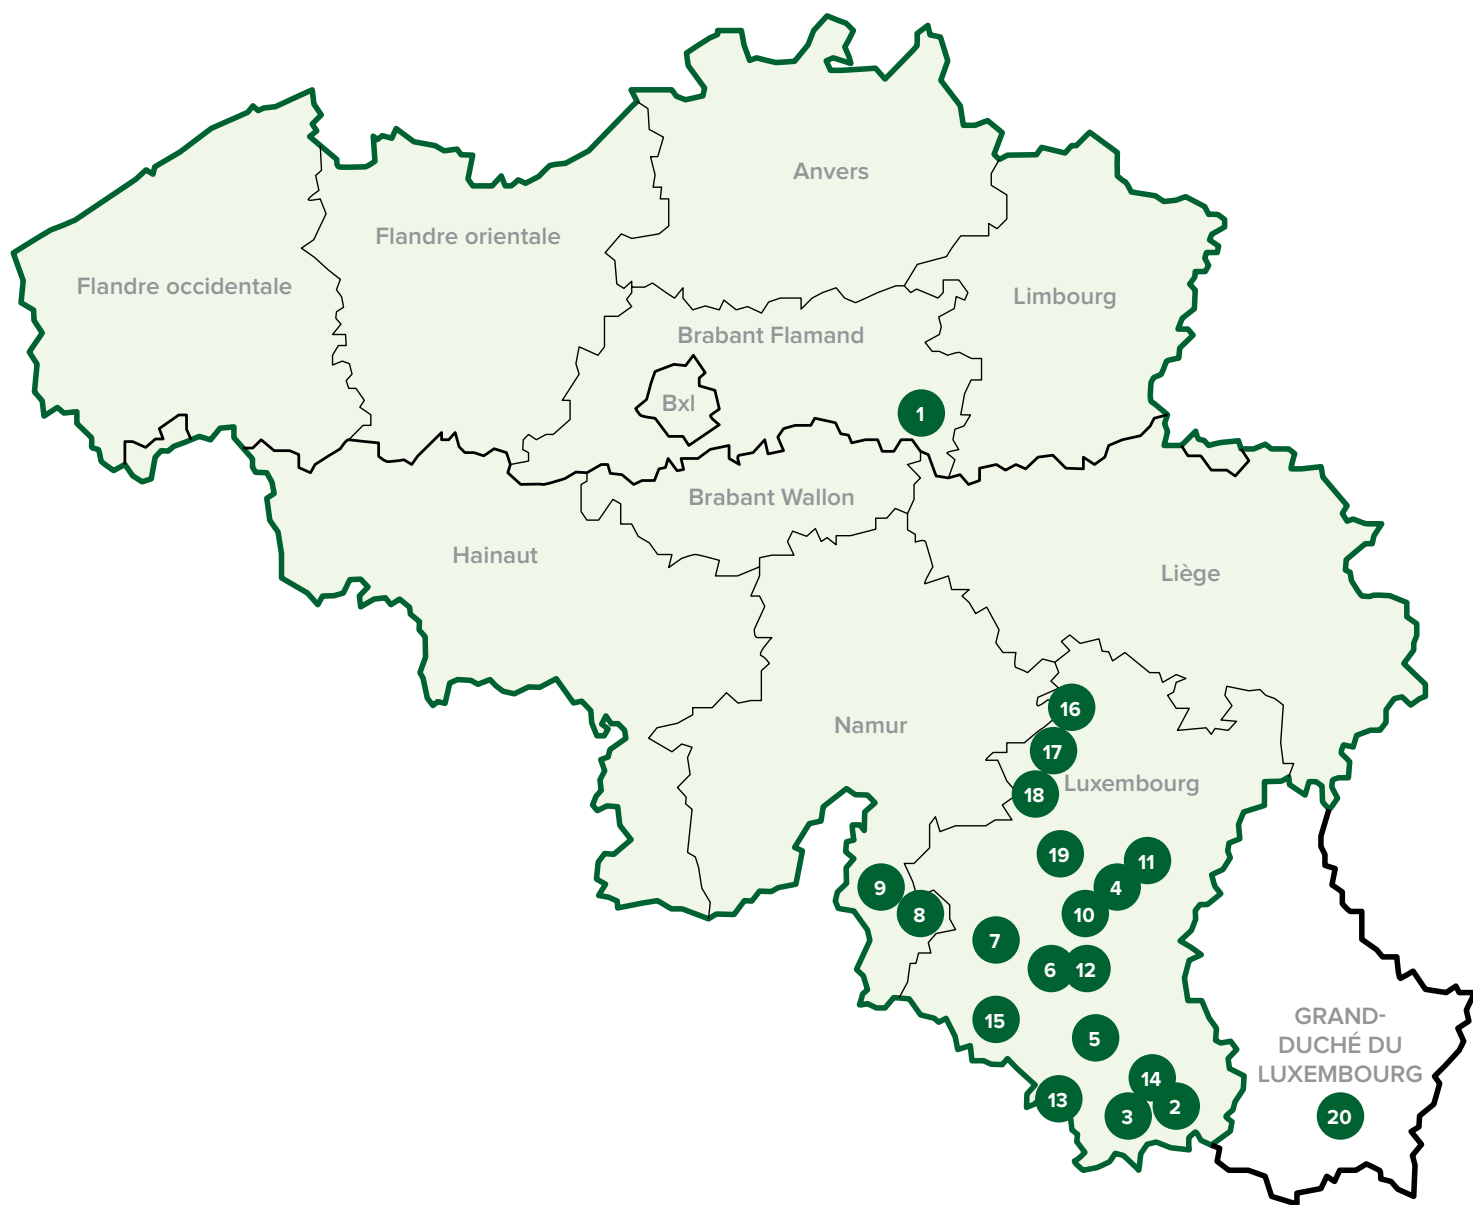 Anvers
Flandre orientale
Flandre occidentale
Limbourg
Brabant Flamand
Bxl
1
Brabant Wallon
Hainaut
Liège
16
Namur
17
Luxembourg
18
19
11
4
9
10
8
7
6
12
15
GRAND-
DUCHÉ DU
LUXEMBOURG
5
14
13
2
3
20